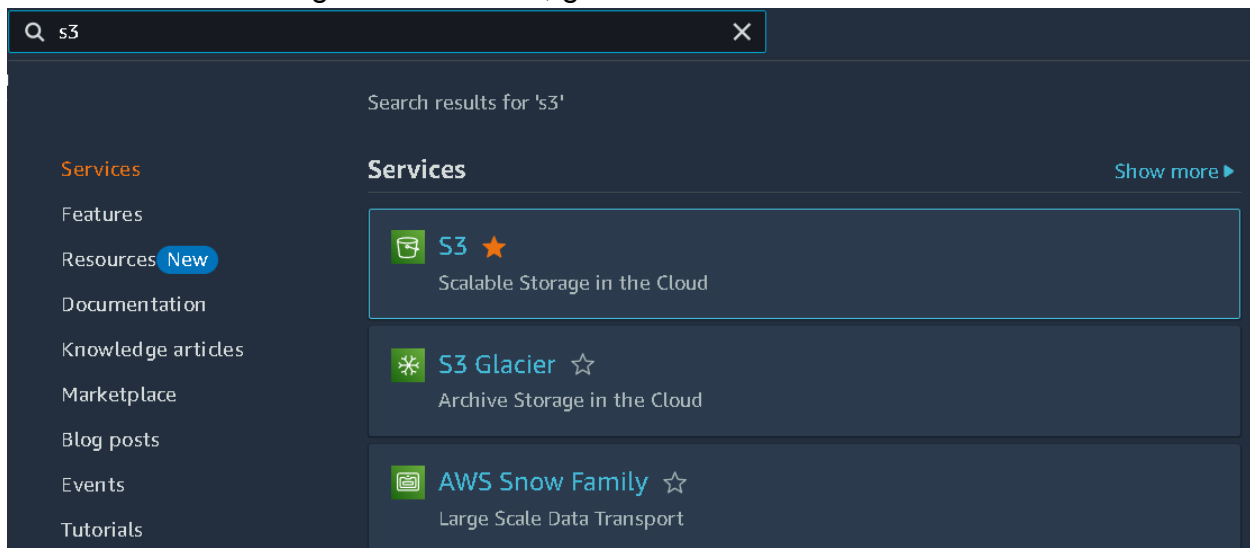 s3
Search results for 's3'
Services
Features
Resources New
Documentation
Knowledge articles
Marketplace
Blog posts
Events
Tutorials
Services
Show more
S3
Scalable Storage in the Cloud
S3 Glacier
Archive Storage in the Cloud
AWS Snow Family
Large Scale Data Transport